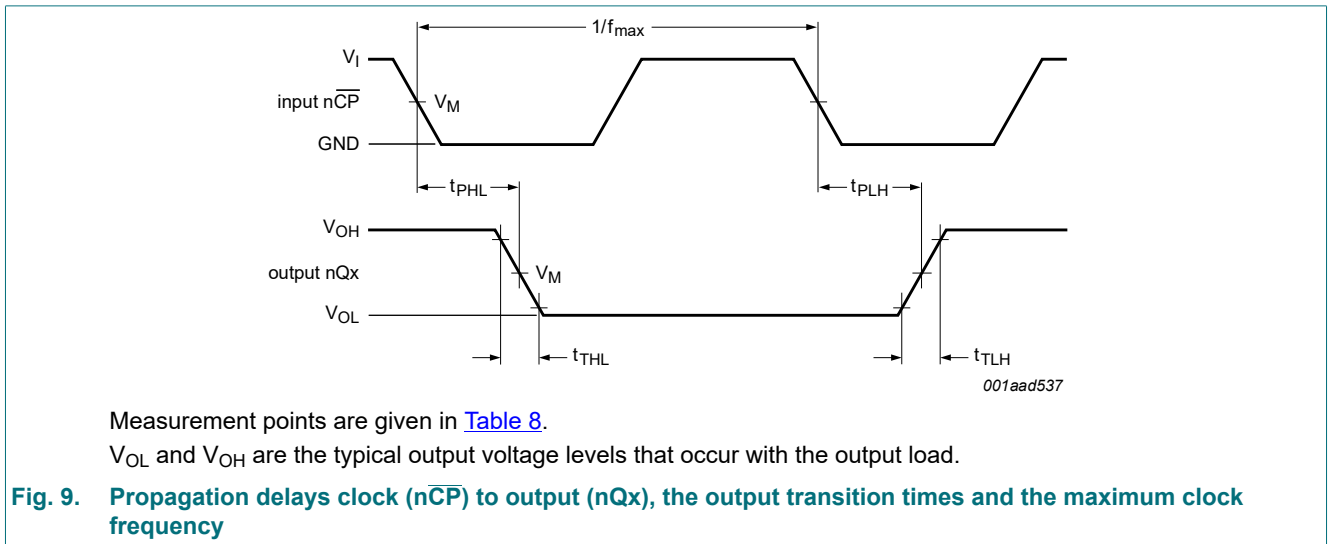 1/fmax
VI
input nC̅P̅
VM
GND
tPHL
tPLH
VOH
output nQx
VM
VOL
tTHL
tTLH
001aad537
Measurement points are given in Table 8.
VOL and VOH are the typical output voltage levels that occur with the output load.
Fig. 9. Propagation delays clock (nC̅P̅) to output (nQx), the output transition times and the maximum clock
frequency